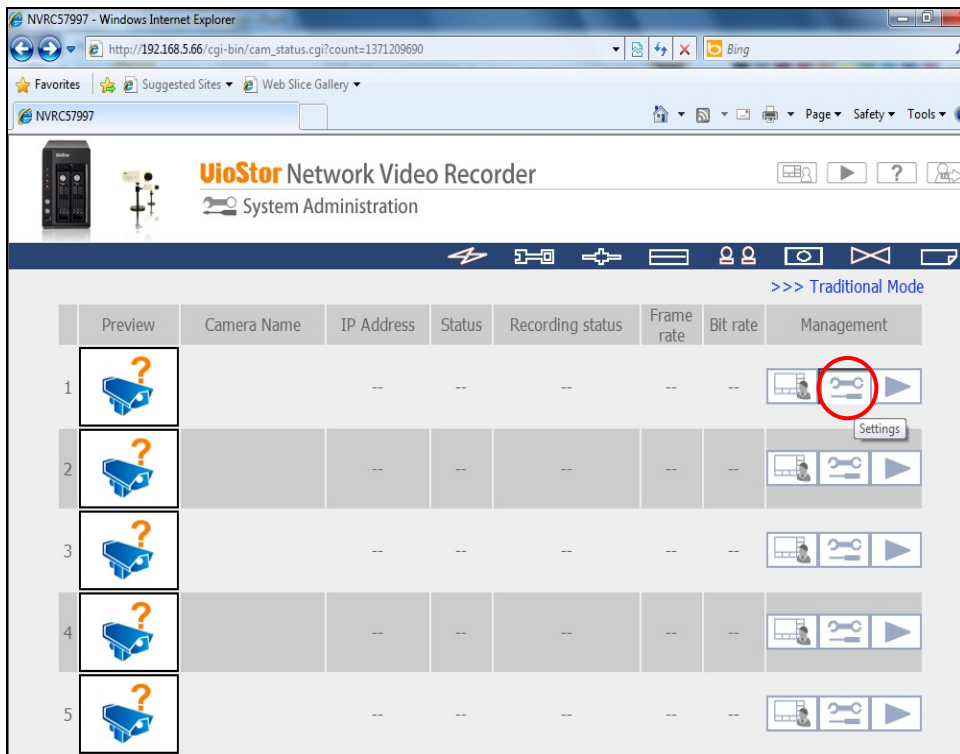 NVRC57997 - Windows Internet Explorer
http://192.168.5.66/cgi-bin/cam_status.cgi?count=1371209690
Bing
Favorites Suggested Sites Web Slice Gallery
NVRC57997
Page Safety Tools
VioStor Network Video Recorder
System Administration
>>> Traditional Mode
Preview Camera Name IP Address Status Recording status Frame rate Bit rate Management
1 ? -- -- -- -- --
Settings
2 ? -- -- -- -- --
3 ? -- -- -- -- --
4 ? -- -- -- -- --
5 ? -- -- -- -- --